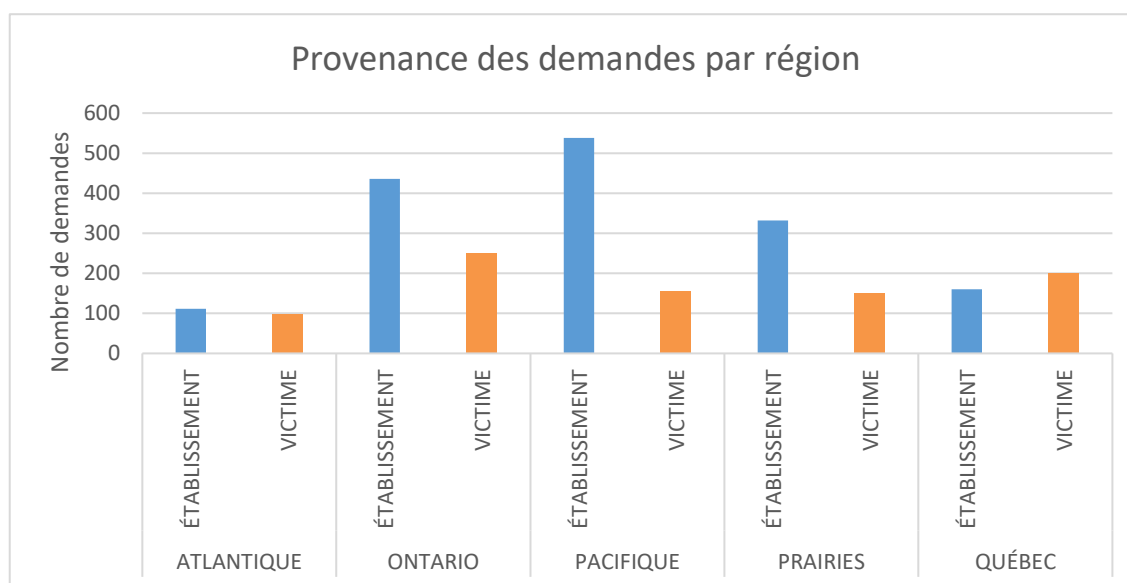 Provenance des demandes par région
Nombre de demandes
600
500
400
300
200
100
0
ÉTABLISSEMENT
VICTIME
ÉTABLISSEMENT
VICTIME
ÉTABLISSEMENT
VICTIME
ÉTABLISSEMENT
VICTIME
ÉTABLISSEMENT
VICTIME
ATLANTIQUE
ONTARIO
PACIFIQUE
PRAIRIES
QUÉBEC